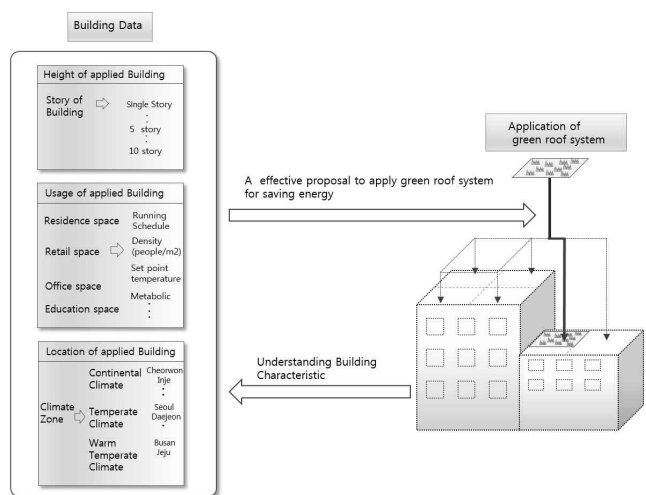 Building Data
Height of applied Building
Story of
Building
Single Story
5 story
10 story
Usage of applied Building
Residence space
Running
Schedule
Retail space
Density
(people/m2)
Office space
Set point
temperature
Education space
Metabolic
Location of applied Building
Climate
Zone
Continental
Climate
Cheorwon
Inje
Temperate
Climate
Seoul
Daejeon
Warm
Temperate
Climate
Busan
Jeju
A effective proposal to apply green roof system
for saving energy
Understanding Building
Characteristic
Application of
green roof system